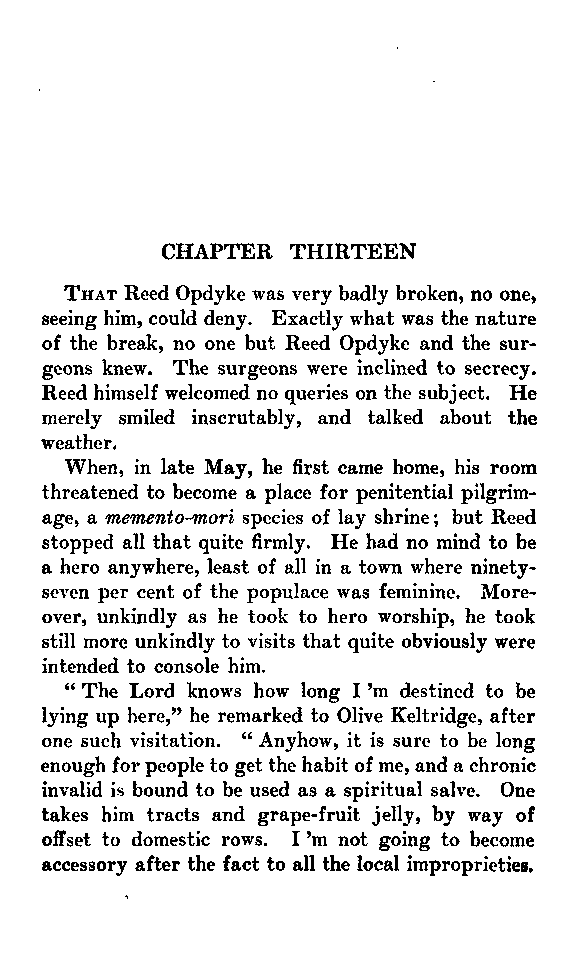 CHAPTER THIRTEEN
THAT Reed Opdyke was very badly broken, no one,
seeing him, could deny. Exactly what was the nature
of the break, no one but Reed Opdyke and the sur-
geons knew. The surgeons were inclined to secrecy.
Reed himself welcomed no queries on the subject. He
merely smiled inscrutably, and talked about the
weather.
When, in late May, he first came home, his room
threatened to become a place for penitential pilgrim-
age, a memento-mori species of lay shrine; but Reed
stopped all that quite firmly. He had no mind to be
a hero anywhere, least of all in a town where ninety-
seven per cent of the populace was feminine. More-
over, unkindly as he took to hero worship, he took
still more unkindly to visits that quite obviously were
intended to console him.
“ The Lord knows how long I ’m destined to be
lying up here,” he remarked to Olive Keltridge, after
one such visitation. “ Anyhow, it is sure to be long
enough for people to get the habit of me, and a chronic
invalid is bound to be used as a spiritual salve. One
takes him tracts and grape-fruit jelly, by way of
offset to domestic rows. I ’m not going to become
accessory after the fact to all the local improprieties.